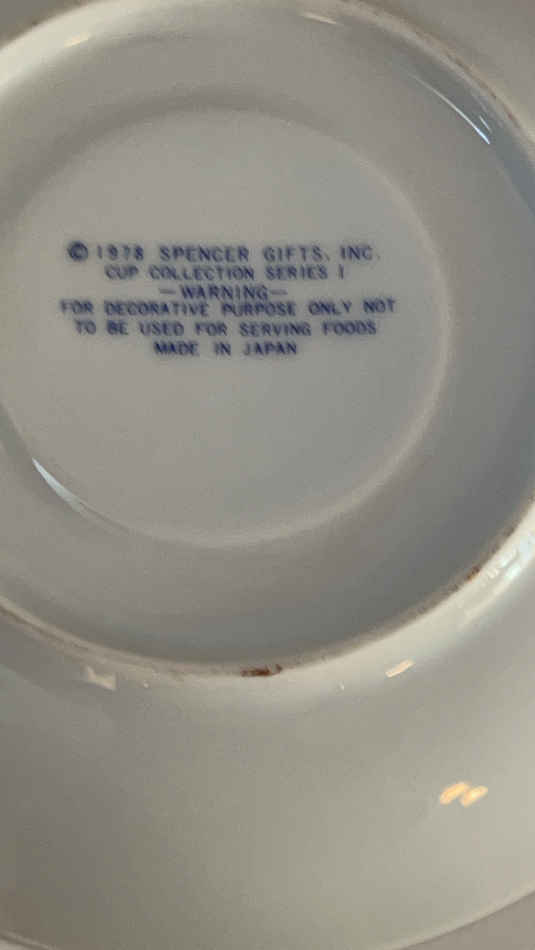 © 1978 SPENCER GIFTS, INC.
CUP COLLECTION SERIES I
—WARNING—
FOR DECORATIVE PURPOSE ONLY NOT
TO BE USED FOR SERVING FOODS
MADE IN JAPAN